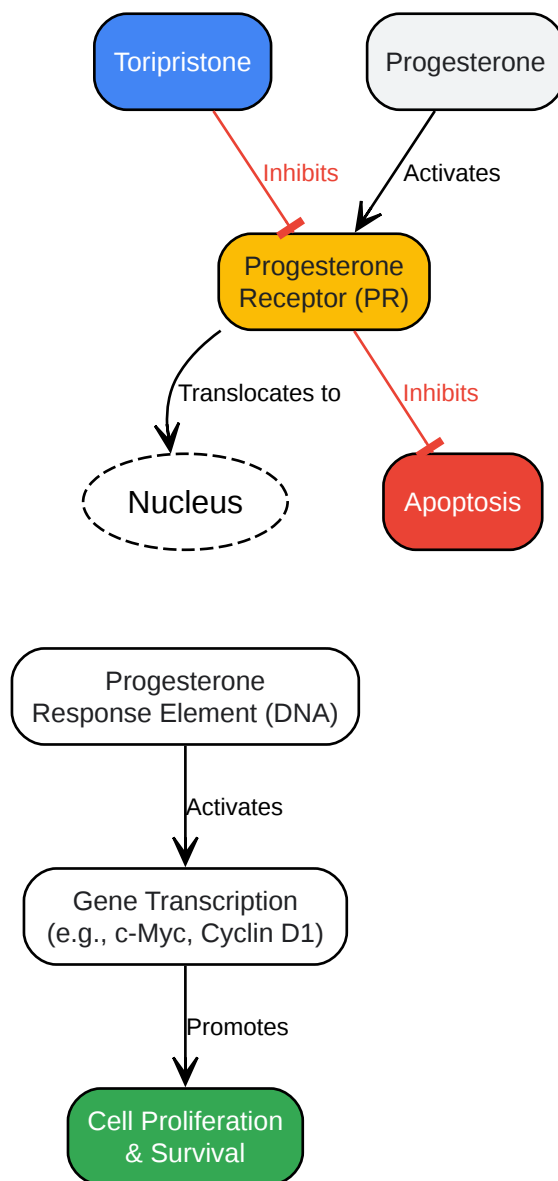 Toripristone
Progesterone
Inhibits
Activates
Progesterone
Receptor (PR)
Translocates to
Inhibits
Nucleus
Apoptosis
Progesterone
Response Element (DNA)
Activates
Gene Transcription
(e.g., c-Myc, Cyclin D1)
Promotes
Cell Proliferation
& Survival